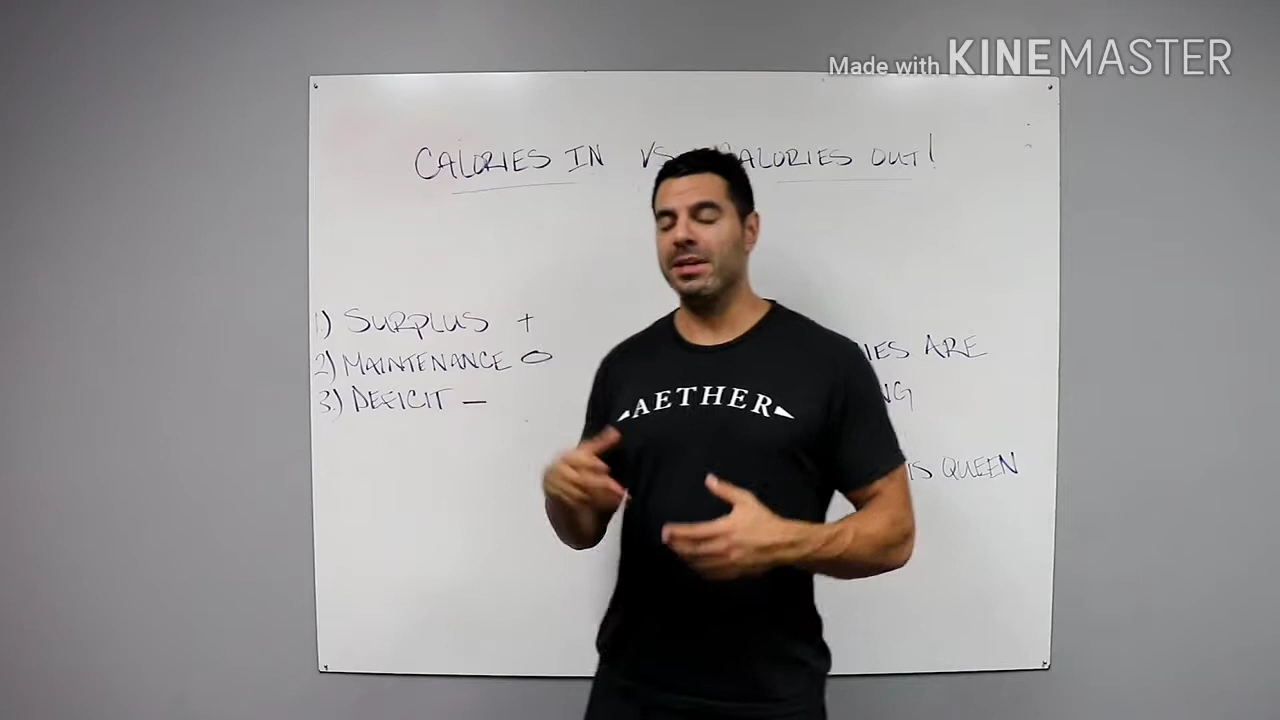 Made with KINEMASTER
CALORIES IN VS CALORIES OUT!
1) SURPLUS +
2) MAINTENANCE O
3) DEFICIT —
IES ARE
NG
IS QUEEN
AETHER